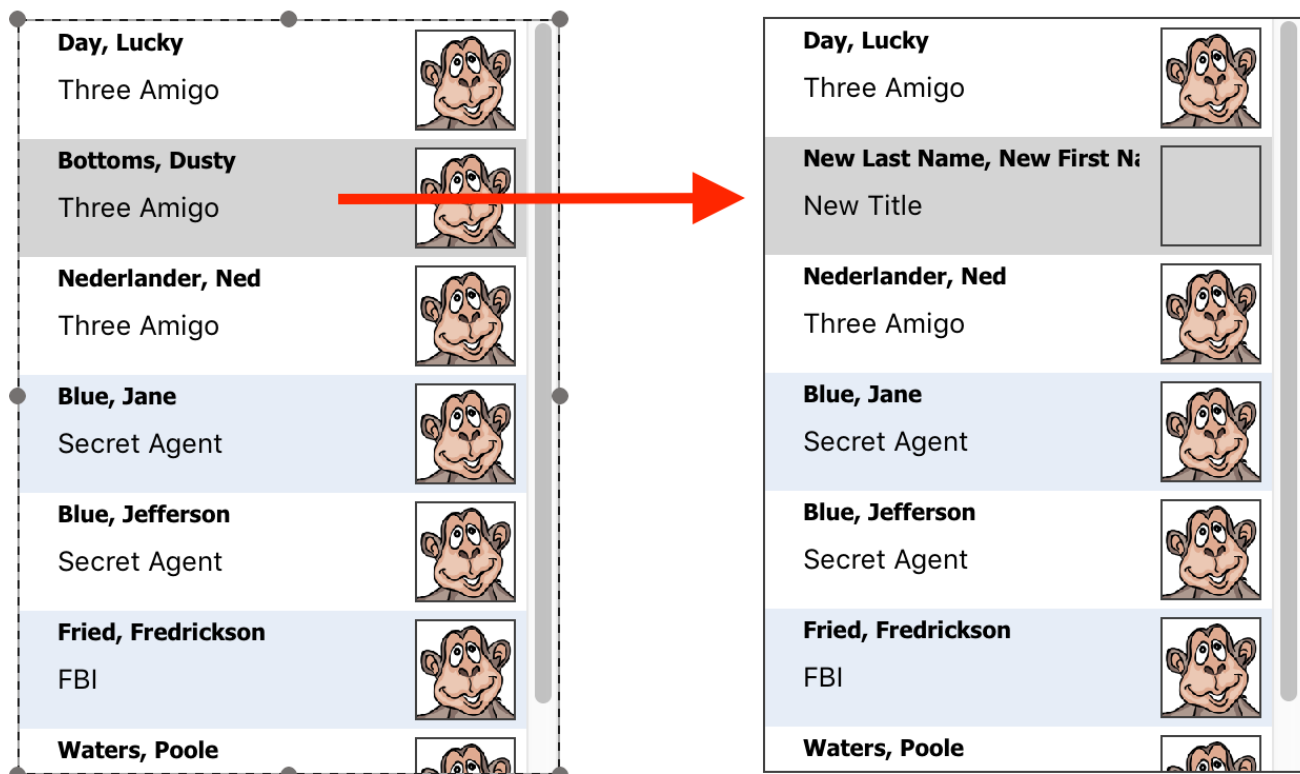 Day, Lucky
Three Amigo
Bottoms, Dusty
Three Amigo
Nederlander, Ned
Three Amigo
Blue, Jane
Secret Agent
Blue, Jefferson
Secret Agent
Fried, Fredrickson
FBI
Waters, Poole
Day, Lucky
Three Amigo
New Last Name, New First Na
New Title
Nederlander, Ned
Three Amigo
Blue, Jane
Secret Agent
Blue, Jefferson
Secret Agent
Fried, Fredrickson
FBI
Waters, Poole